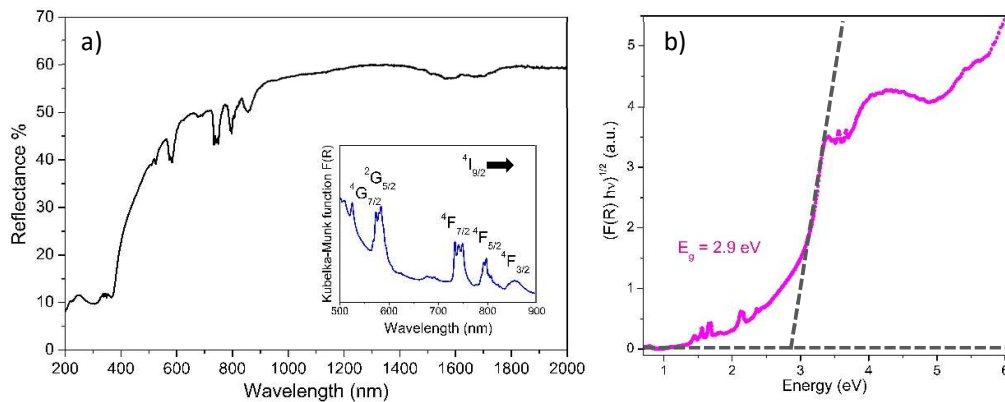 a)
Reflectance %
70
60
50
40
30
20
10
0
200 400 600 800 1000 1200 1400 1600 1800 2000
Wavelength (nm)
Kubelka-Munk function F(R)
⁴I₉/₂
²G₅/₂
⁴G₇/₂
⁴F₇/₂ ⁴F₅/₂
⁴F₃/₂
500 600 700 800 900
Wavelength (nm)
b)
(F(R) hν)¹/² (a.u.)
5
4
3
2
1
0
E_g = 2.9 eV
1 2 3 4 5 6
Energy (eV)